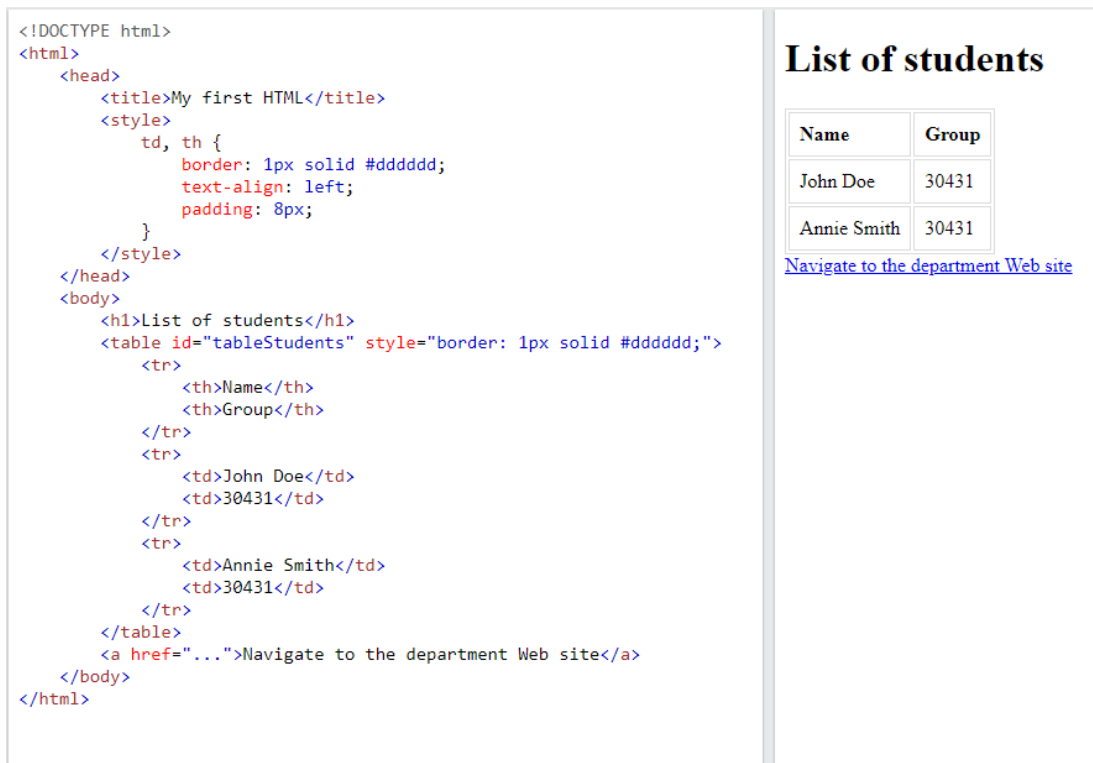 <!DOCTYPE html>
<html>
    <head>
        <title>My first HTML</title>
        <style>
            td, th {
                border: 1px solid #dddddd;
                text-align: left;
                padding: 8px;
            }
        </style>
    </head>
    <body>
        <h1>List of students</h1>
        <table id="tableStudents" style="border: 1px solid #dddddd;">
            <tr>
                <th>Name</th>
                <th>Group</th>
            </tr>
            <tr>
                <td>John Doe</td>
                <td>30431</td>
            </tr>
            <tr>
                <td>Annie Smith</td>
                <td>30431</td>
            </tr>
        </table>
        <a href="...">Navigate to the department Web site</a>
    </body>
</html>
List of students
Name Group
John Doe 30431
Annie Smith 30431
Navigate to the department Web site